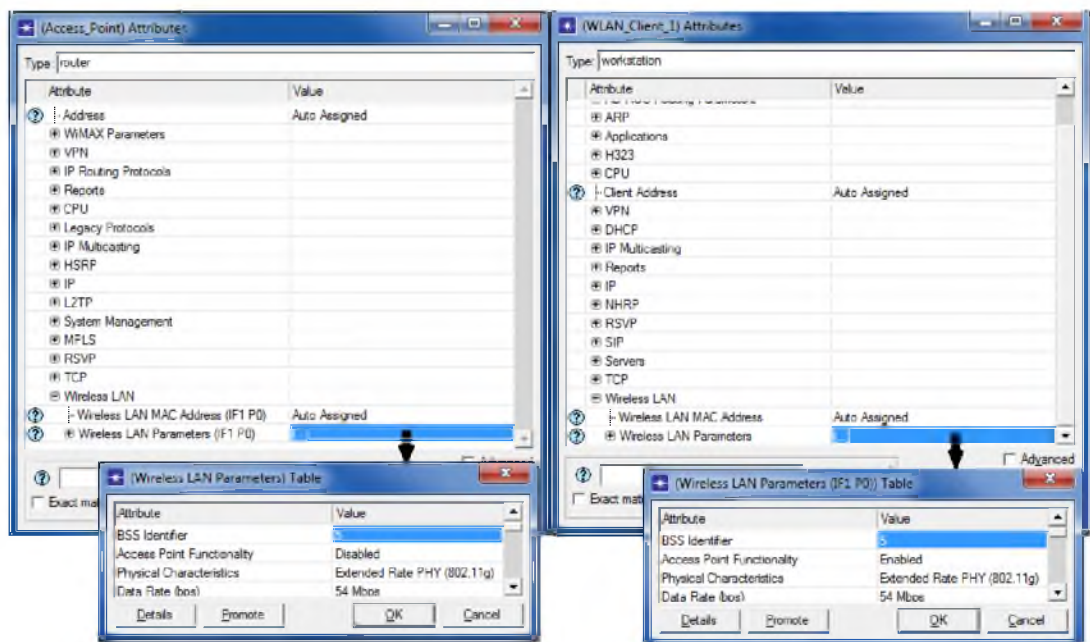 (Access_Point) Attributes
Type: router
Attribute Value
Address Auto Assigned
WiMAX Parameters
VPN
IP Routing Protocols
Reports
CPU
Legacy Protocols
IP Multicasting
HSRP
IP
L2TP
System Management
MPLS
RSVP
TCP
Wireless LAN
Wireless LAN MAC Address (IF1 P0) Auto Assigned
Wireless LAN Parameters (IF1 P0)
Exact mat
(Wireless LAN Parameters) Table
Attribute Value
BSS Identifier 5
Access Point Functionality Disabled
Physical Characteristics Extended Rate PHY (802.11g)
Data Rate (bps) 54 Mbps
Details Promote OK Cancel
(WLAN_Client_1) Attributes
Type: workstation
Attribute Value
ARP
Applications
H323
CPU
Client Address Auto Assigned
VPN
DHCP
IP Multicasting
Reports
IP
NHRP
RSVP
SIP
Servers
TCP
Wireless LAN
Wireless LAN MAC Address Auto Assigned
Wireless LAN Parameters
Advanced
Exact mat
(Wireless LAN Parameters (IF1 P0)) Table
Attribute Value
BSS Identifier 5
Access Point Functionality Enabled
Physical Characteristics Extended Rate PHY (802.11g)
Data Rate (bps) 54 Mbps
Details Promote OK Cancel